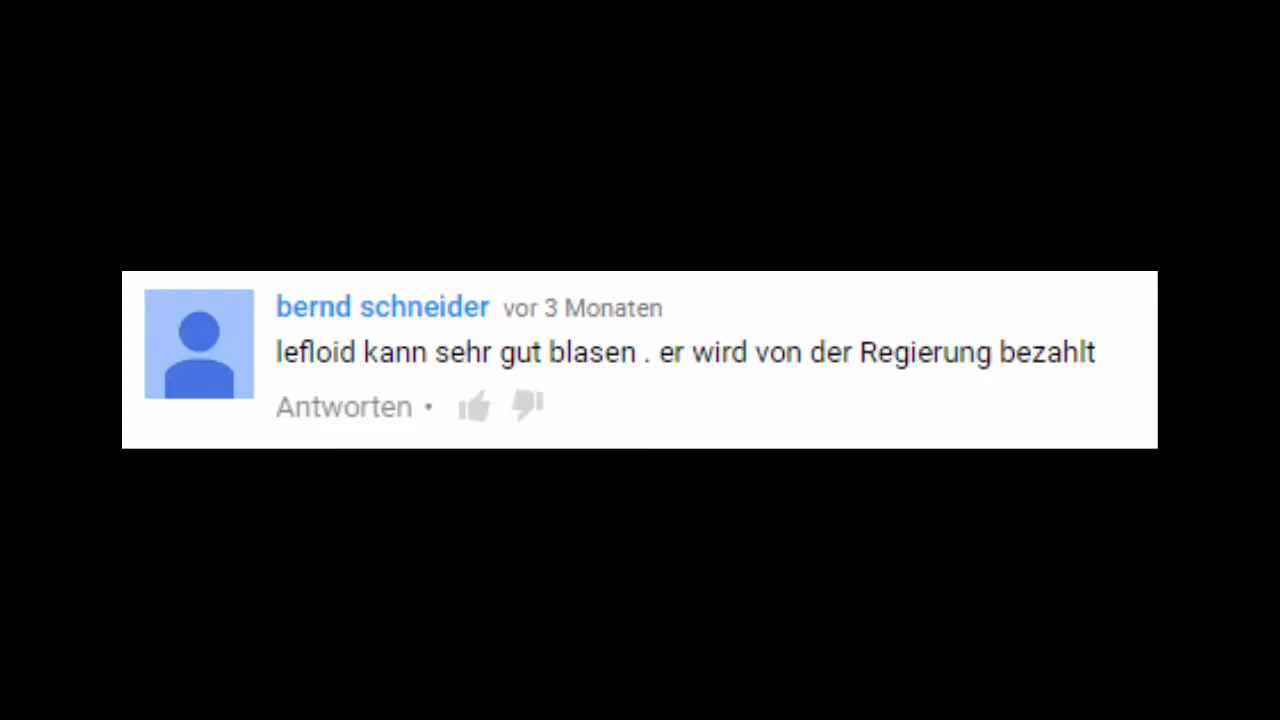 bernd schneider vor 3 Monaten
lefloid kann sehr gut blasen . er wird von der Regierung bezahlt
Antworten •